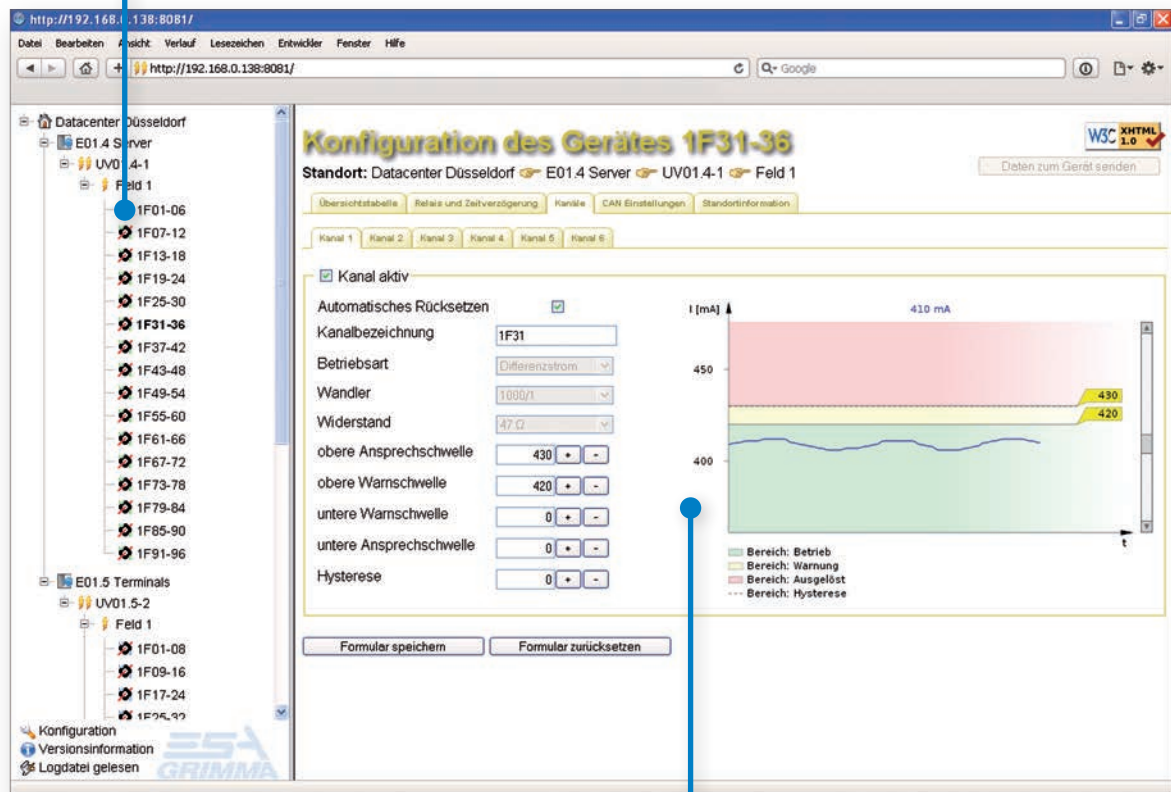 http://192.168.0.138:8081/
Datei Bearbeiten Ansicht Verlauf Lesezeichen Entwickler Fenster Hilfe
http://192.168.0.138:8081/
Google
Datacenter Düsseldorf
E01.4 Server
UV01.4-1
Feld 1
1F01-06
1F07-12
1F13-18
1F19-24
1F25-30
1F31-36
1F37-42
1F43-48
1F49-54
1F55-60
1F61-66
1F67-72
1F73-78
1F79-84
1F85-90
1F91-96
E01.5 Terminals
UV01.5-2
Feld 1
1F01-08
1F09-16
1F17-24
1F25-32
Konfiguration
Versionsinformation
Logdatei gelesen
ESA
GRIMMA
Konfiguration des Gerätes 1F31-36
W3C XHTML 1.0
Standort: Datacenter Düsseldorf E01.4 Server UV01.4-1 Feld 1
Daten zum Gerät senden
Übersichtstabelle Relais und Zeitverzögerung Kanäle CAN Einstellungen Standortinformation
Kanal 1 Kanal 2 Kanal 3 Kanal 4 Kanal 5 Kanal 6
Kanal aktiv
Automatisches Rücksetzen
Kanalbezeichnung 1F31
Betriebsart Differenzstrom
Wandler 1000/1
Widerstand 47 Ω
obere Ansprechschwelle 430 + -
obere Warnschwelle 420 + -
untere Warnschwelle 0 + -
untere Ansprechschwelle 0 + -
Hysterese 0 + -
I [mA]
410 mA
450
430
420
400
t
Bereich: Betrieb
Bereich: Warnung
Bereich: Ausgelöst
Bereich: Hysterese
Formular speichern Formular zurücksetzen